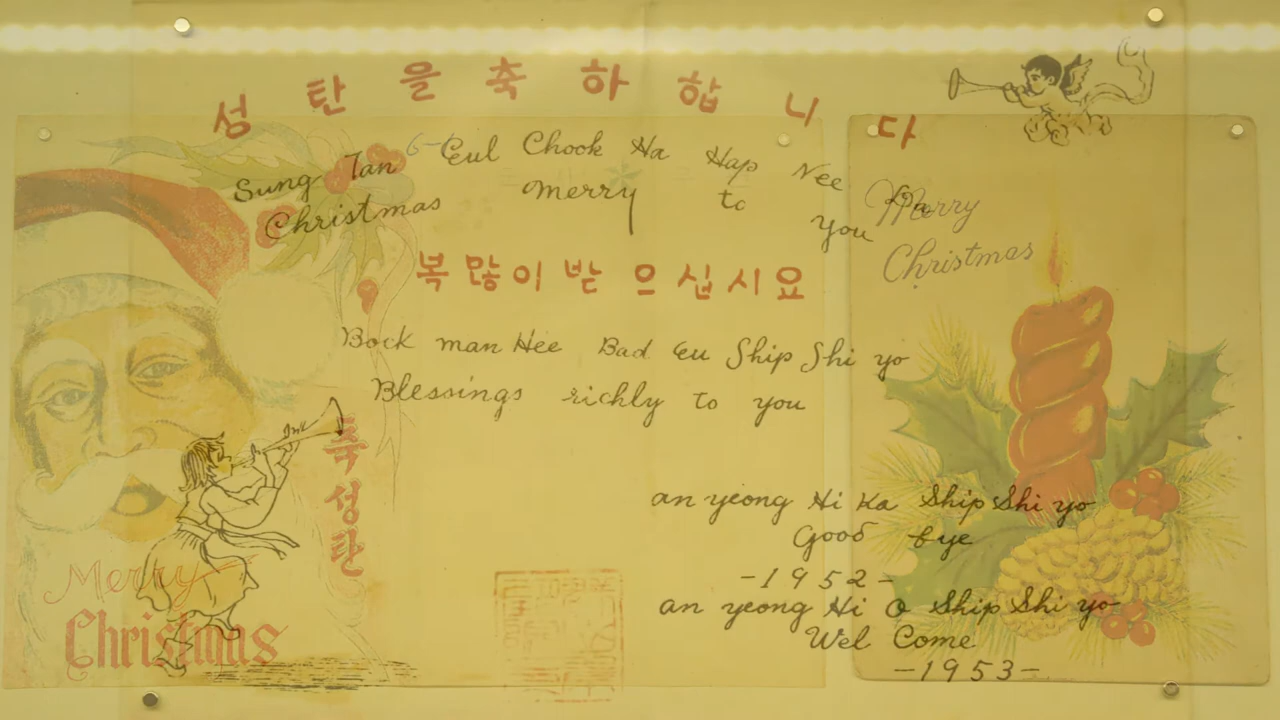 성탄을축하합니다
Sung Tan Eul Chook Ha Hap Nee Da
Christmas Merry to You
복많이받으십시요
Bock man Hee Bad Eu Ship Shi yo
Blessings richly to you
an yeong Hi Ka Ship Shi yo
Good bye
-1952-
an yeong Hi O Ship Shi yo
Wel Come
-1953-
축성탄
Merry
Christmas
Merry
Christmas